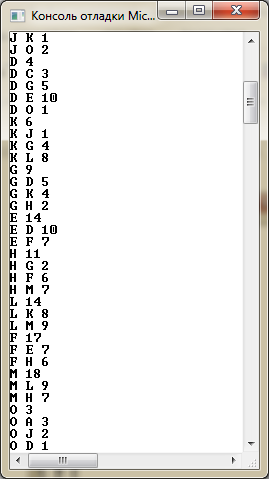 Консоль отладки Mic...
J K 1
J O 2
D 4
D C 3
D G 5
D E 10
D O 1
K 6
K J 1
K G 4
K L 8
G 9
G D 5
G K 4
G H 2
E 14
E D 10
E F 7
H 11
H G 2
H F 6
H M 7
L 14
L K 8
L M 9
F 17
F E 7
F H 6
M 18
M L 9
M H 7
O 3
O A 3
O J 2
O D 1